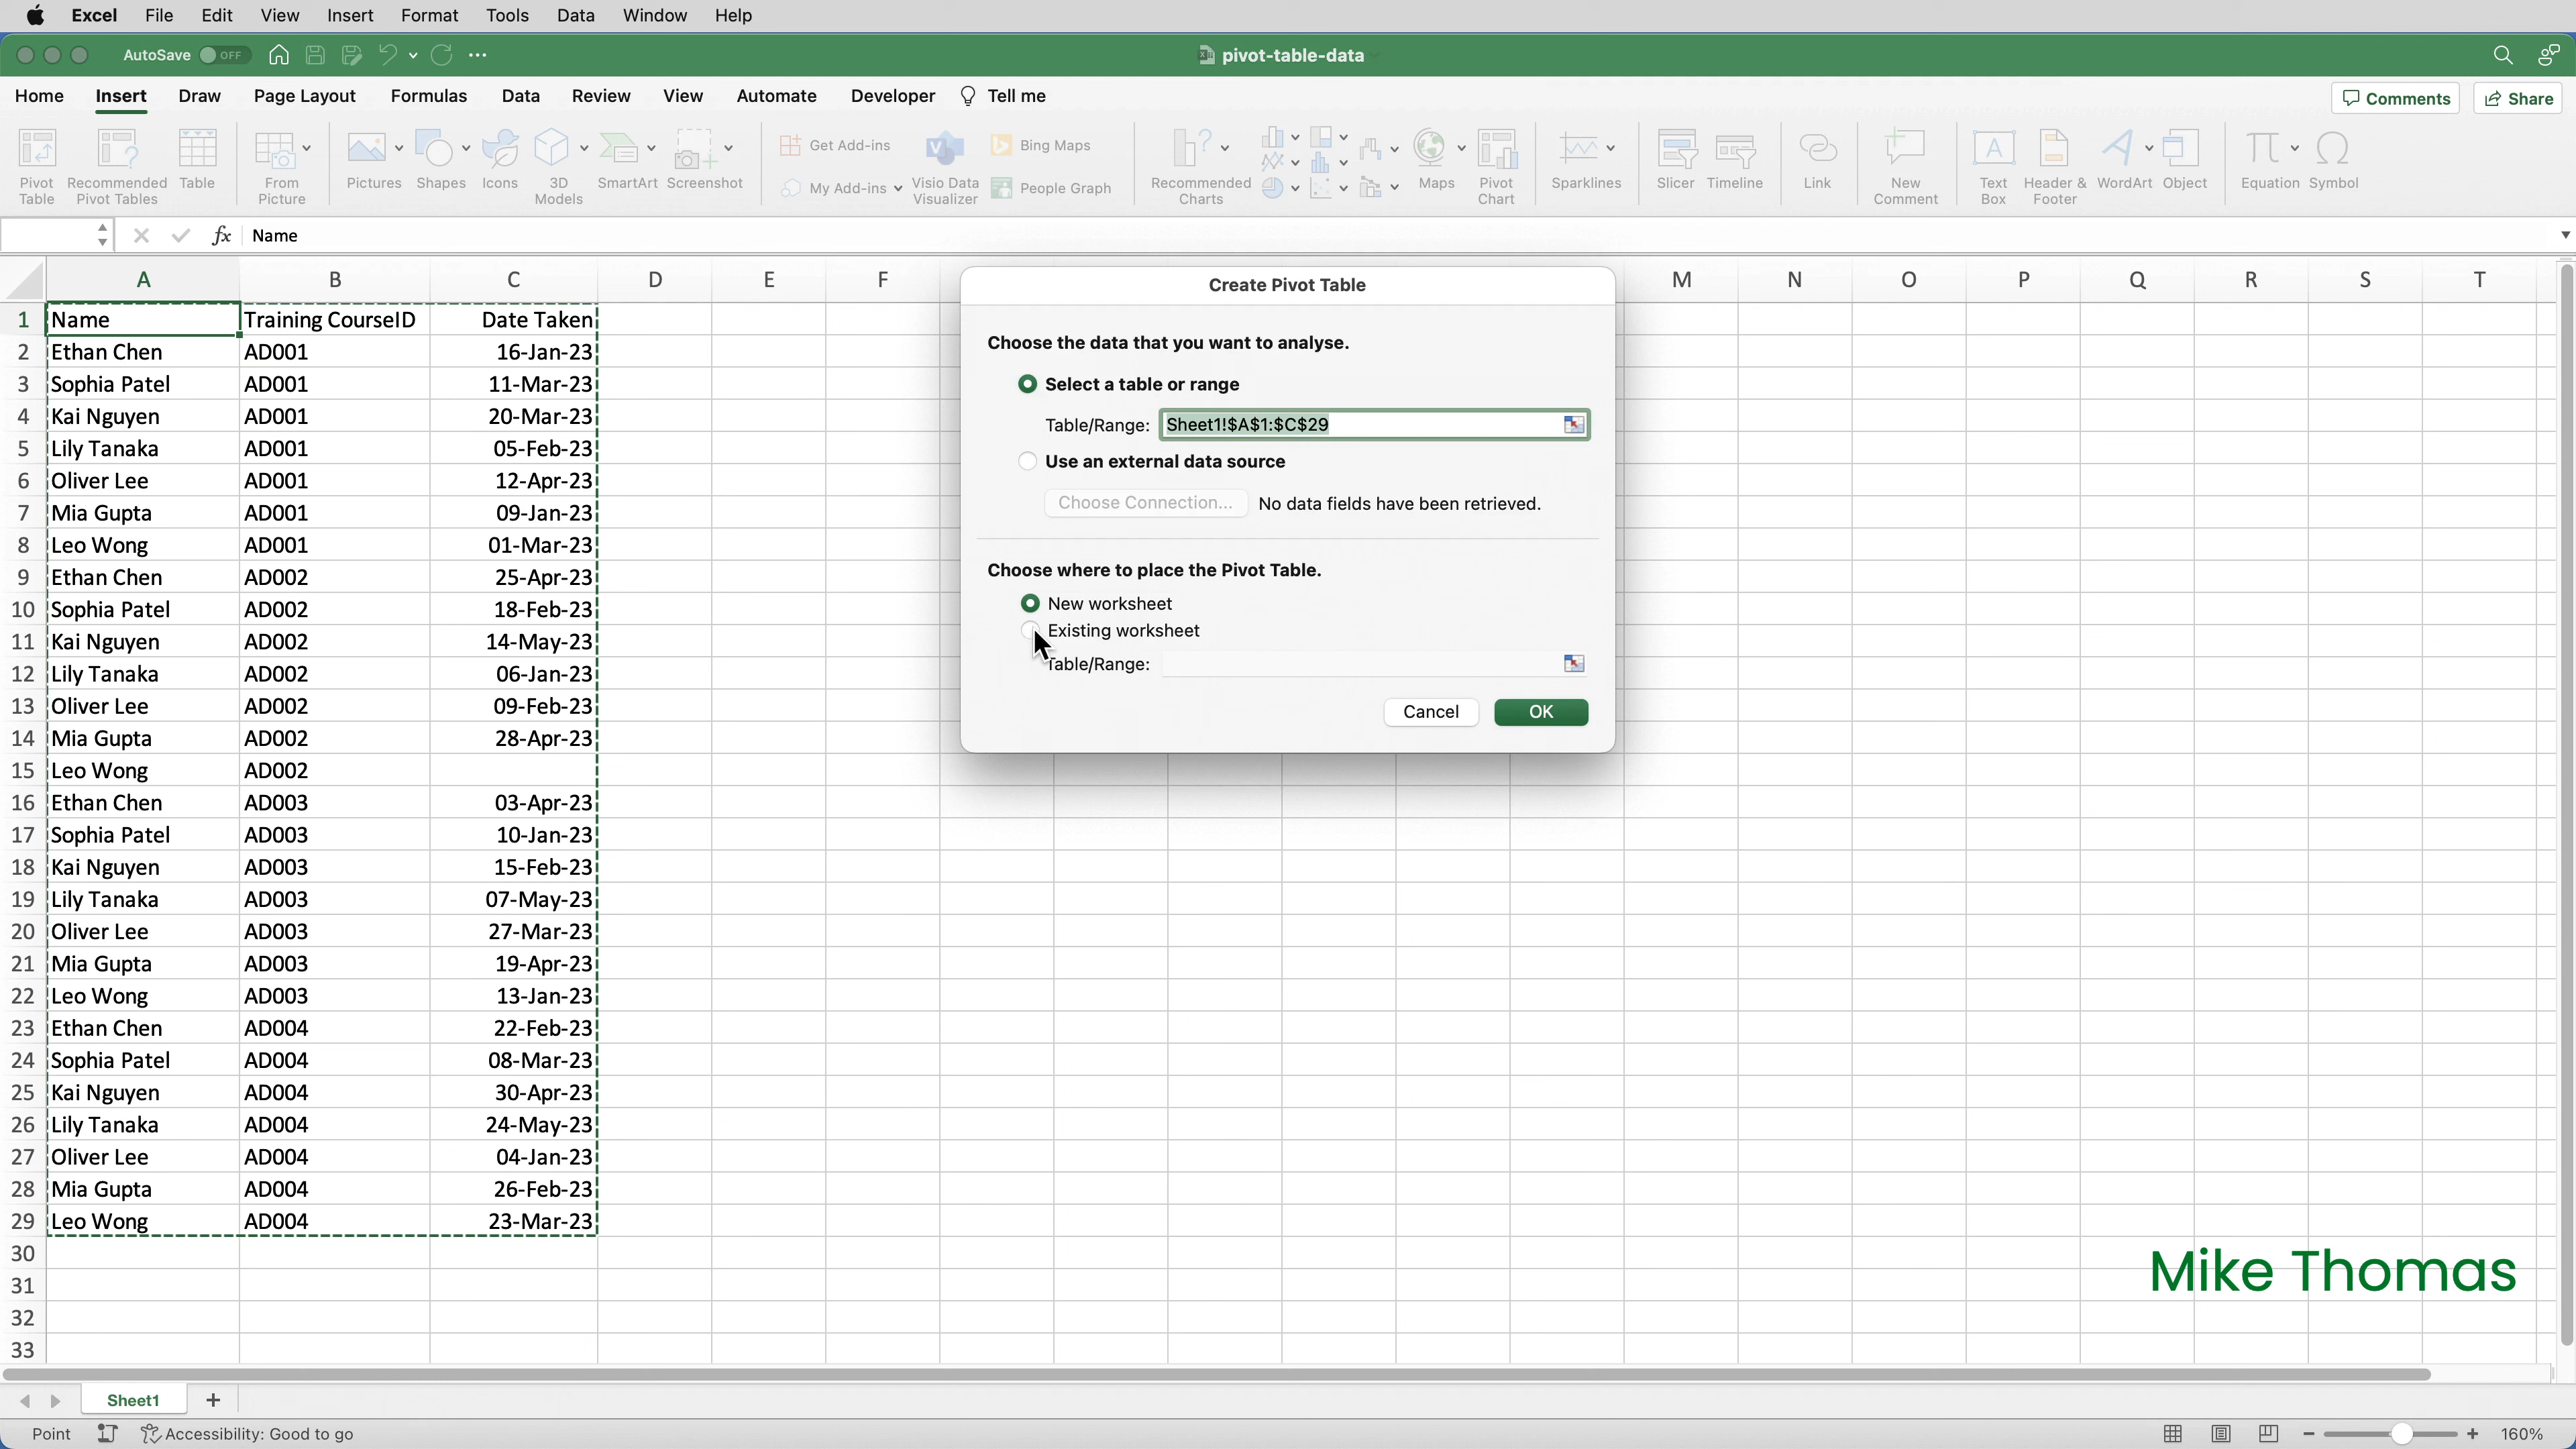 Excel File Edit View Insert Format Tools Data Window Help
AutoSave OFF pivot-table-data
Home Insert Draw Page Layout Formulas Data Review View Automate Developer Tell me Comments Share
Pivot Table Recommended Pivot Tables Table From Picture Pictures Shapes Icons 3D Models SmartArt Screenshot Get Add-ins My Add-ins Visio Data Visualizer Bing Maps People Graph Recommended Charts Maps Pivot Chart Sparklines Slicer Timeline Link New Comment Text Box Header & Footer WordArt Object Equation Symbol
fx Name
A B C D E F M N O P Q R S T
1 Name Training CourseID Date Taken
2 Ethan Chen AD001 16-Jan-23
3 Sophia Patel AD001 11-Mar-23
4 Kai Nguyen AD001 20-Mar-23
5 Lily Tanaka AD001 05-Feb-23
6 Oliver Lee AD001 12-Apr-23
7 Mia Gupta AD001 09-Jan-23
8 Leo Wong AD001 01-Mar-23
9 Ethan Chen AD002 25-Apr-23
10 Sophia Patel AD002 18-Feb-23
11 Kai Nguyen AD002 14-May-23
12 Lily Tanaka AD002 06-Jan-23
13 Oliver Lee AD002 09-Feb-23
14 Mia Gupta AD002 28-Apr-23
15 Leo Wong AD002
16 Ethan Chen AD003 03-Apr-23
17 Sophia Patel AD003 10-Jan-23
18 Kai Nguyen AD003 15-Feb-23
19 Lily Tanaka AD003 07-May-23
20 Oliver Lee AD003 27-Mar-23
21 Mia Gupta AD003 19-Apr-23
22 Leo Wong AD003 13-Jan-23
23 Ethan Chen AD004 22-Feb-23
24 Sophia Patel AD004 08-Mar-23
25 Kai Nguyen AD004 30-Apr-23
26 Lily Tanaka AD004 24-May-23
27 Oliver Lee AD004 04-Jan-23
28 Mia Gupta AD004 26-Feb-23
29 Leo Wong AD004 23-Mar-23
30
31
32
33
Create Pivot Table
Choose the data that you want to analyse.
Select a table or range
Table/Range: Sheet1!$A$1:$C$29
Use an external data source
Choose Connection... No data fields have been retrieved.
Choose where to place the Pivot Table.
New worksheet
Existing worksheet
Table/Range:
Cancel OK
Mike Thomas
Sheet1
Point Accessibility: Good to go 160%